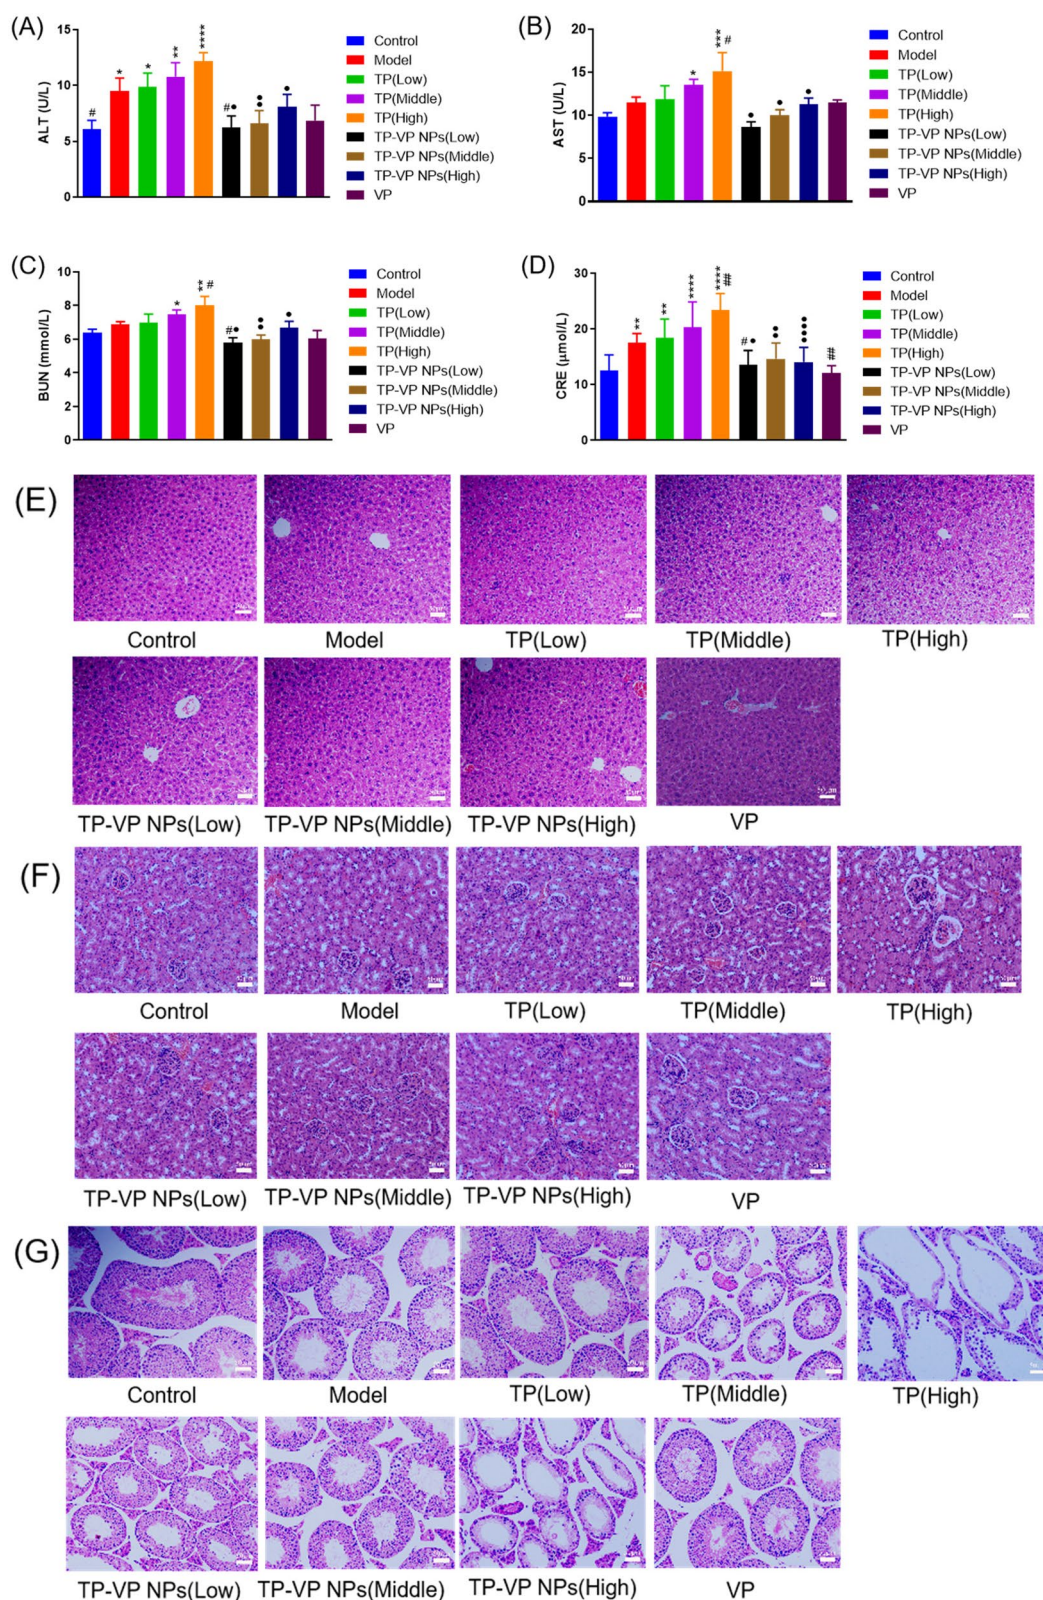 (A)
ALT (U/L)
15
10
5
0
#
*
*
**
****
#●
●●
●
Control
Model
TP(Low)
TP(Middle)
TP(High)
TP-VP NPs(Low)
TP-VP NPs(Middle)
TP-VP NPs(High)
VP
(B)
AST (U/L)
20
15
10
5
0
*
***#
●
●
●
Control
Model
TP(Low)
TP(Middle)
TP(High)
TP-VP NPs(Low)
TP-VP NPs(Middle)
TP-VP NPs(High)
VP
(C)
BUN (mmol/L)
10
8
6
4
2
0
*
**#
#●
●●
●
Control
Model
TP(Low)
TP(Middle)
TP(High)
TP-VP NPs(Low)
TP-VP NPs(Middle)
TP-VP NPs(High)
VP
(D)
CRE (μmol/L)
30
20
10
0
**
**
****
****##
#●
●●
●●●
##
Control
Model
TP(Low)
TP(Middle)
TP(High)
TP-VP NPs(Low)
TP-VP NPs(Middle)
TP-VP NPs(High)
VP
(E)
Control Model TP(Low) TP(Middle) TP(High)
TP-VP NPs(Low) TP-VP NPs(Middle) TP-VP NPs(High) VP
(F)
Control Model TP(Low) TP(Middle) TP(High)
TP-VP NPs(Low) TP-VP NPs(Middle) TP-VP NPs(High) VP
(G)
Control Model TP(Low) TP(Middle) TP(High)
TP-VP NPs(Low) TP-VP NPs(Middle) TP-VP NPs(High) VP